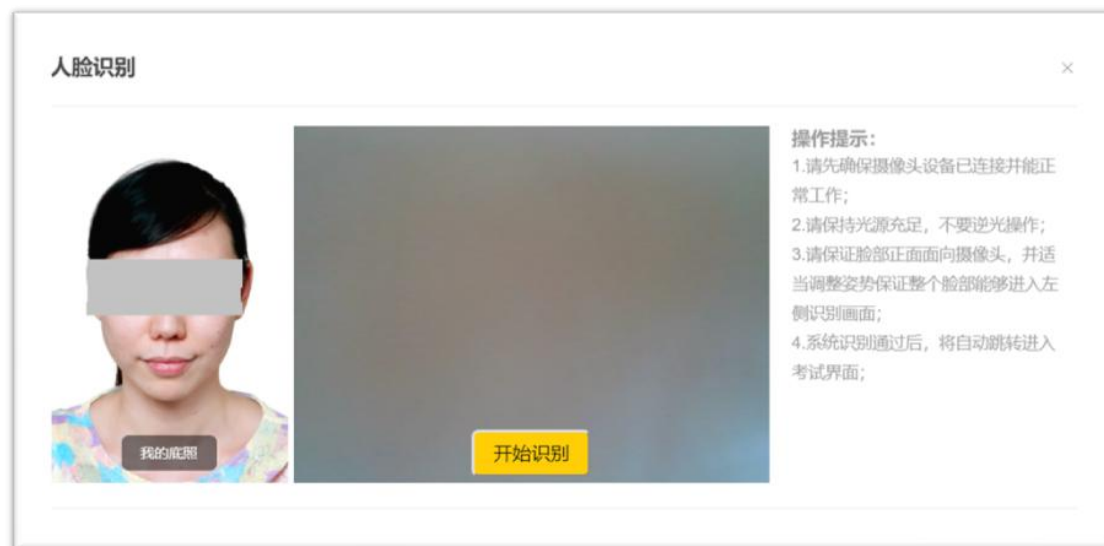 人脸识别
×
我的底照
开始识别
操作提示：
1.请先确保摄像头设备已连接并能正
常工作；
2.请保持光源充足，不要逆光操作；
3.请保证脸部正面面向摄像头，并适
当调整姿势保证整个脸部能够进入左
侧识别画面；
4.系统识别通过后，将自动跳转进入
考试界面；